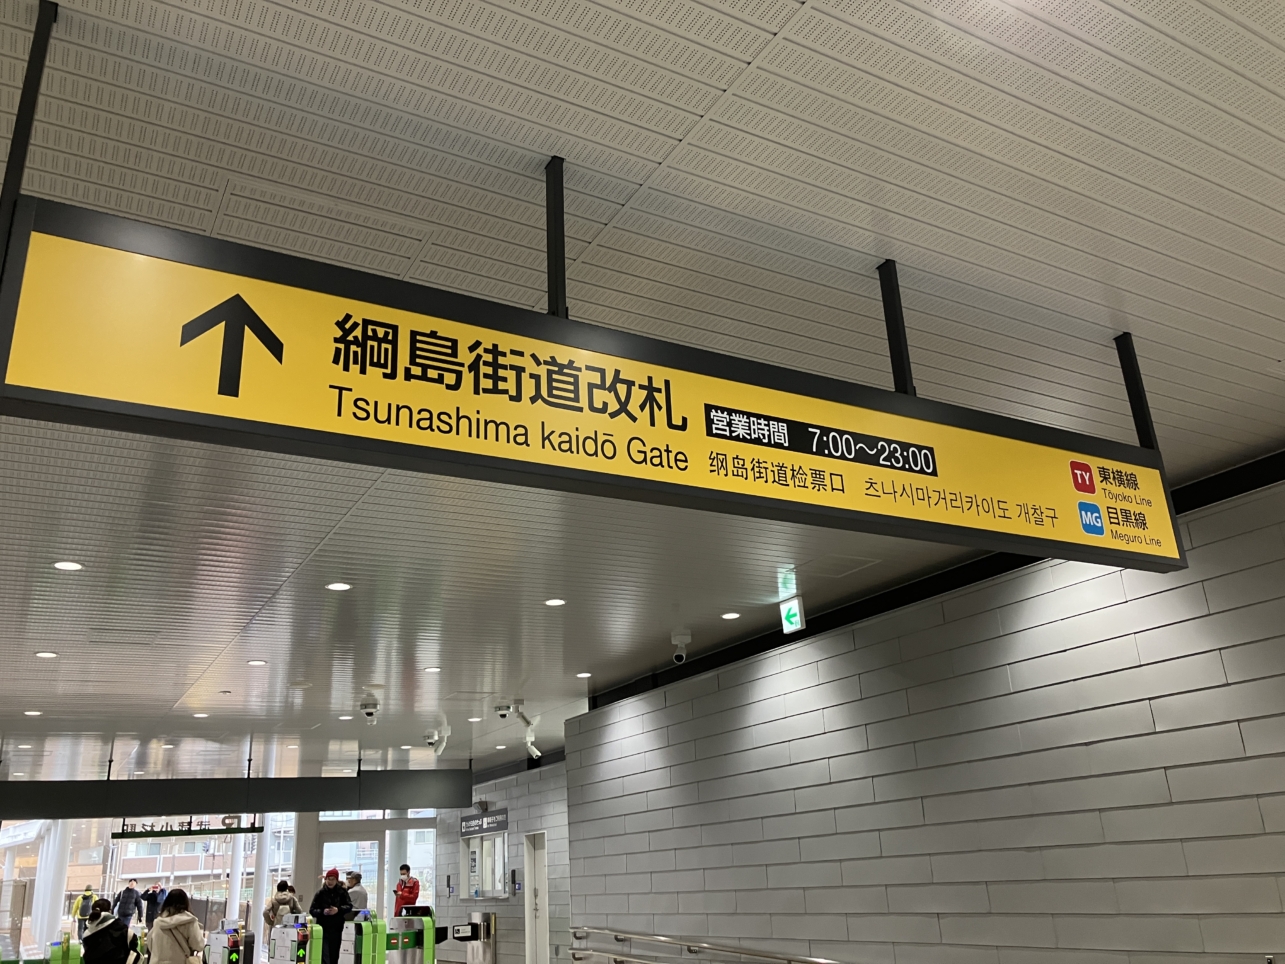 綱島街道改札
Tsunashima kaidō Gate
営業時間 7:00～23:00
纲岛街道检票口 츠나시마거리카이도 개찰구
TY 東横線
Tōyoko Line
MG 目黒線
Meguro Line